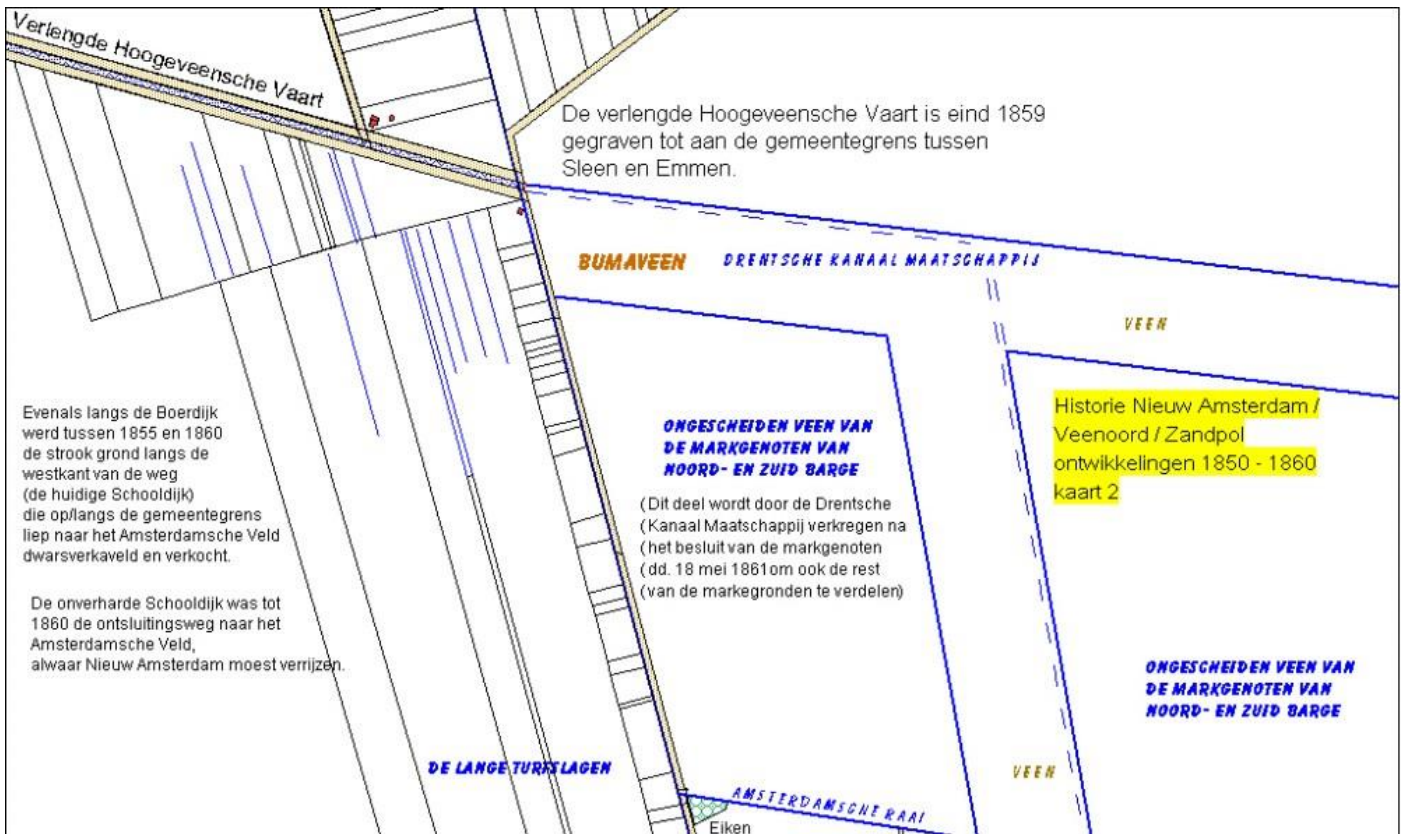 Verlengde Hoogeveensche Vaart
De verlengde Hoogeveensche Vaart is eind 1859
gegraven tot aan de gemeentegrens tussen
Sleen en Emmen.
BUMAVEEN
DRENTSCHE KANAAL MAATSCHAPPIJ
VEEN
Historie Nieuw Amsterdam /
Veenoord / Zandpol
ontwikkelingen 1850 - 1860
kaart 2
Evenals langs de Boerdijk
werd tussen 1855 en 1860
de strook grond langs de
westkant van de weg
(de huidige Schooldijk)
die op/langs de gemeentegrens
liep naar het Amsterdamsche Veld
dwarsverkaveld en verkocht.
De onverharde Schooldijk was tot
1860 de ontsluitingsweg naar het
Amsterdamsche Veld,
alwaar Nieuw Amsterdam moest verrijzen.
ONGESCHEIDEN VEEN VAN
DE MARKGENOTEN VAN
NOORD- EN ZUID BARGE
(Dit deel wordt door de Drentsche
(Kanaal Maatschappij verkregen na
(het besluit van de markgenoten
(dd. 18 mei 1861om ook de rest
(van de markegronden te verdelen)
ONGESCHEIDEN VEEN VAN
DE MARKGENOTEN VAN
NOORD- EN ZUID BARGE
DE LANGE TURFSLAGEN
VEEN
AMSTERDAMSCHE RAAI
Eiken